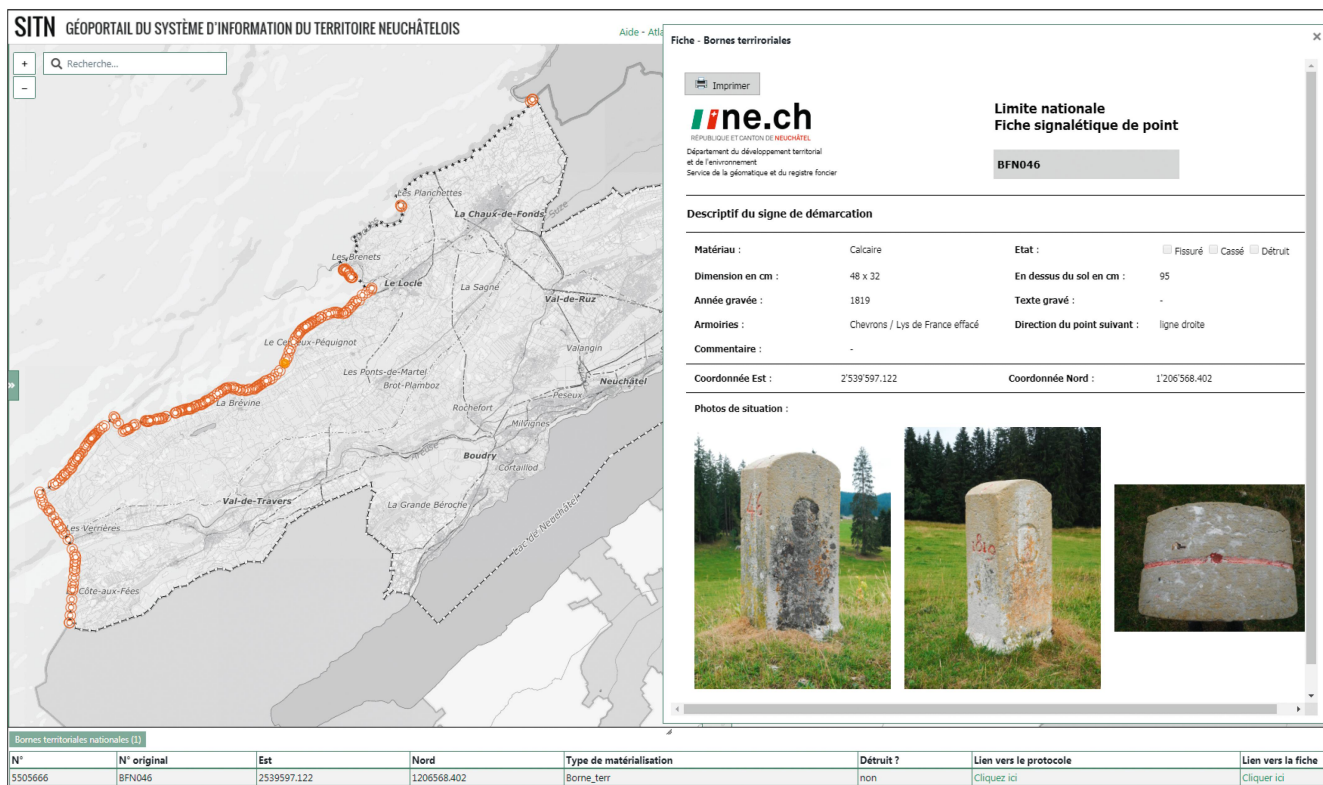 SITN GÉOPORTAIL DU SYSTÈME D'INFORMATION DU TERRITOIRE NEUCHÂTELOIS
Aide - Atla
+
Recherche...
−
Les Planchettes
La Chaux-de-Fonds
Suze
Doubs
Les Brenets
Le Locle
La Sagne
Val-de-Ruz
Le Cerneux-Péquignot
Valangin
Les Ponts-de-Martel
Brot-Plamboz
Neuchâtel
Peseux
La Brévine
Rochefort
Milvignes
Areuse
Boudry
Cortaillod
Val-de-Travers
La Grande Béroche
Lac de Neuchâtel
Les Verrières
Côte-aux-Fées
Fiche - Bornes terriroriales
Imprimer
ne.ch
RÉPUBLIQUE ET CANTON DE NEUCHÂTEL
Département du développement territorial
et de l'enivronnement
Service de la géomatique et du registre foncier
Limite nationale
Fiche signalétique de point
BFN046
Descriptif du signe de démarcation
Matériau : Calcaire Etat : Fissuré Cassé Détruit
Dimension en cm : 48 x 32 En dessus du sol en cm : 95
Année gravée : 1819 Texte gravé : -
Armoiries : Chevrons / Lys de France effacé Direction du point suivant : ligne droite
Commentaire : -
Coordonnée Est : 2'539'597.122 Coordonnée Nord : 1'206'568.402
Photos de situation :
46
1819
Bornes territoriales nationales (1)
N° N° original Est Nord Type de matérialisation Détruit ? Lien vers le protocole Lien vers la fiche
5505666 BFN046 2539597.122 1206568.402 Borne_terr non Cliquez ici Cliquer ici